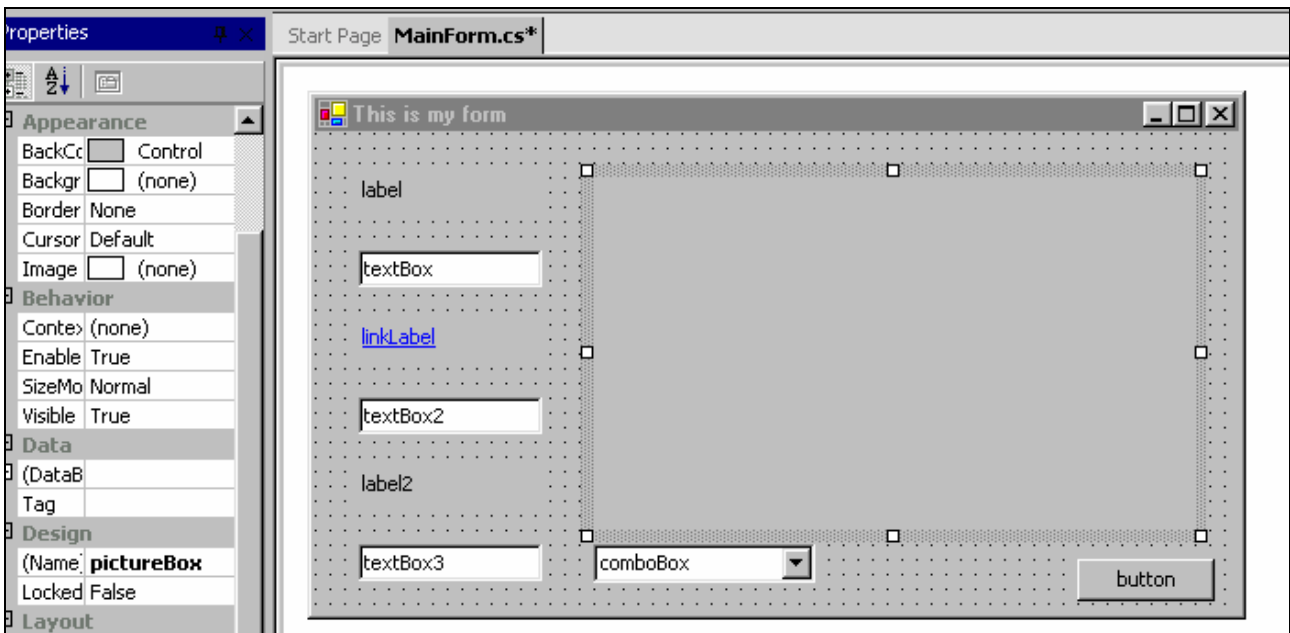 Properties
Start Page MainForm.cs*
A
Z
Appearance
BackCc Control
Backgr (none)
Border None
Cursor Default
Image (none)
Behavior
Contex (none)
Enable True
SizeMo Normal
Visible True
Data
(DataB
Tag
Design
(Name) pictureBox
Locked False
Layout
This is my form
label
textBox
linkLabel
textBox2
label2
textBox3
comboBox
button